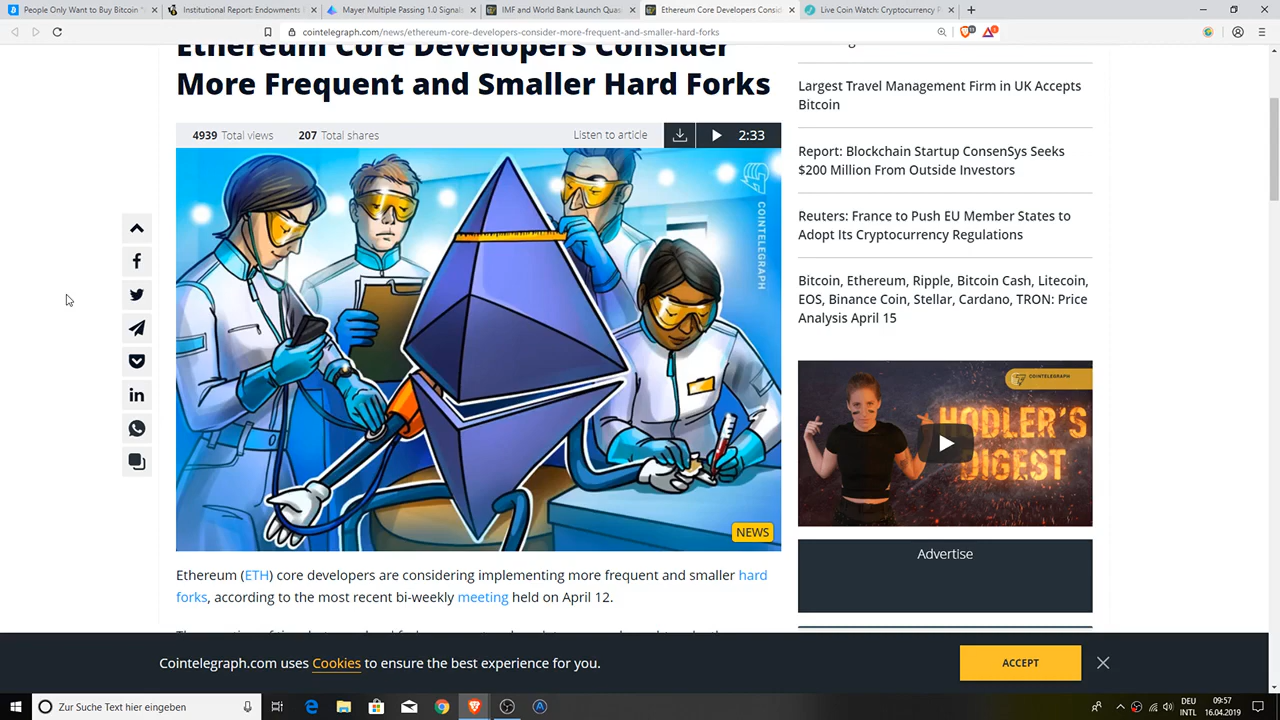 People Only Want to Buy Bitcoin
Institutional Report: Endowments
Mayer Multiple Passing 1.0 Signals
IMF and World Bank Launch Quas
Ethereum Core Developers Consid
Live Coin Watch: Cryptocurrency P
cointelegraph.com/news/ethereum-core-developers-consider-more-frequent-and-smaller-hard-forks
Ethereum Core Developers Consider
More Frequent and Smaller Hard Forks
4939 Total views 207 Total shares Listen to article 2:33
COINTELEGRAPH
NEWS
Ethereum (ETH) core developers are considering implementing more frequent and smaller hard
forks, according to the most recent bi-weekly meeting held on April 12.
Largest Travel Management Firm in UK Accepts
Bitcoin
Report: Blockchain Startup ConsenSys Seeks
$200 Million From Outside Investors
Reuters: France to Push EU Member States to
Adopt Its Cryptocurrency Regulations
Bitcoin, Ethereum, Ripple, Bitcoin Cash, Litecoin,
EOS, Binance Coin, Stellar, Cardano, TRON: Price
Analysis April 15
COINTELEGRAPH
HODLER'S
DIGEST
Advertise
Cointelegraph.com uses Cookies to ensure the best experience for you.
ACCEPT
Zur Suche Text hier eingeben
DEU
INTL
09:57
16.04.2019